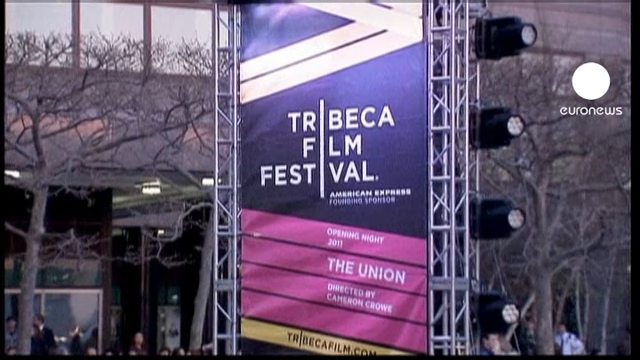 euronews
TRIBECA
FILM
FESTIVAL.
AMERICAN EXPRESS
FOUNDING SPONSOR
OPENING NIGHT
2011
THE UNION
DIRECTED BY
CAMERON CROWE
TRIBECAFILM.COM